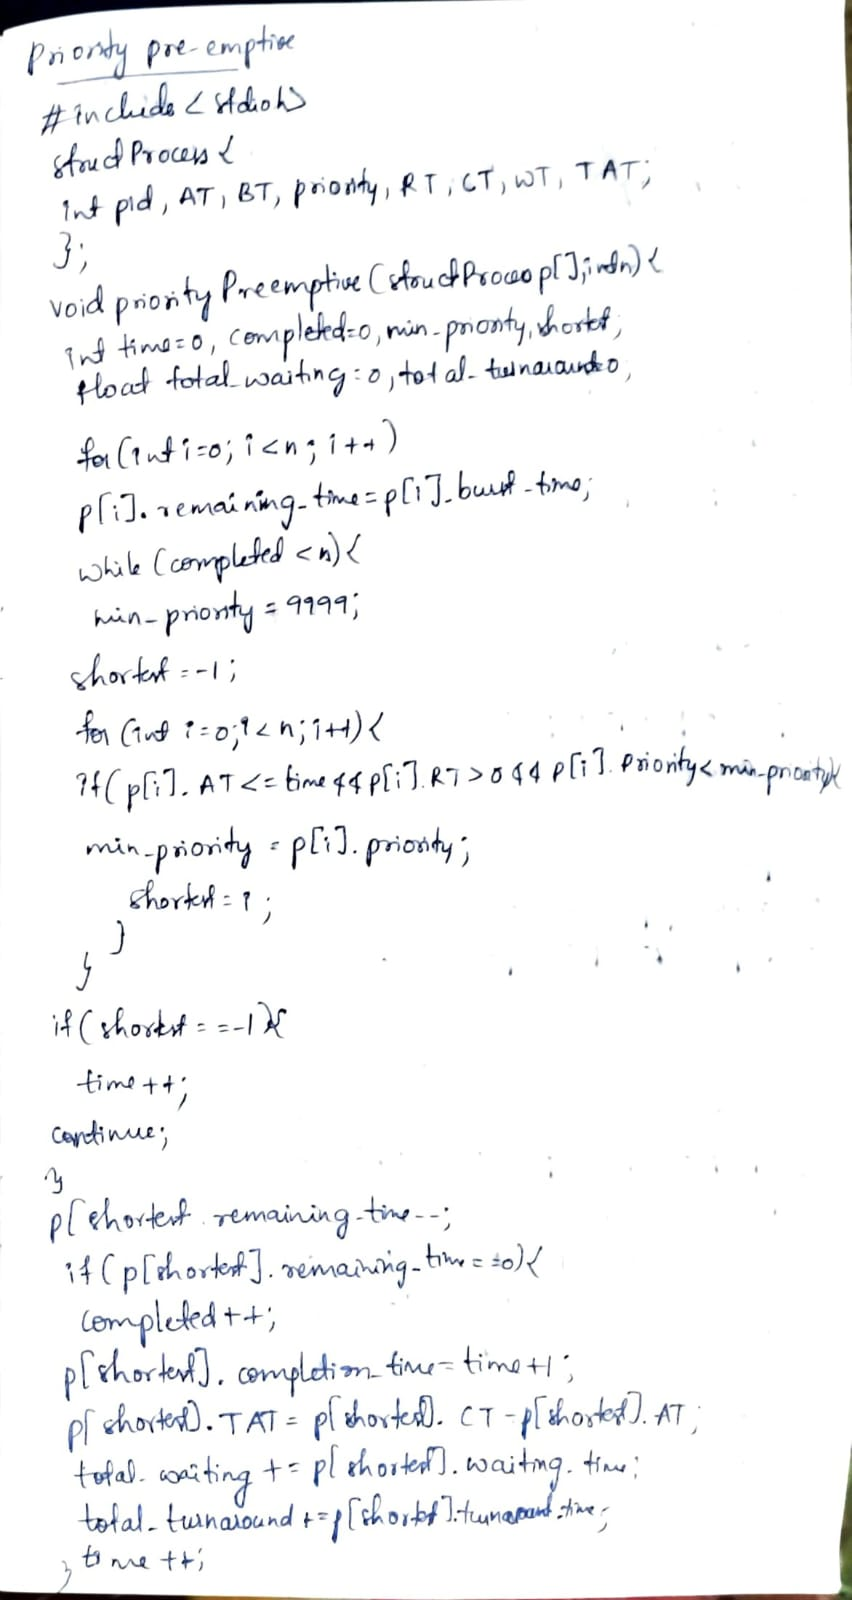 Priority pre-emptive
#include <stdioh>
struct Process {
int pid, AT, BT, priority, RT, CT, WT, TAT;
};
void priority Preemptive (struct Process p[], int n) {
int time=0, completed=0, min-priority, shortest;
float total-waiting=0, total-turnaround=0,
for (int i=0; i<n; i++)
p[i]. remaining-time = p[i]-burst-time;
while (completed <n) {
min-priority = 9999;
shortest = -1;
for (int i=0; i<n; i++) {
if (p[i]. AT <= time && p[i]. RT > 0 && p[i]. Priority < min-priority) {
min-priority = p[i]. priority;
shortest = i;
}
}
if (shortest = = -1) {
time ++;
continue;
}
p[shortest. remaining-time--;
if (p[shortest]. remaining-time = =0) {
completed ++;
p[shortest]. completion-time = time+1;
p[shortest]. TAT = p[shortest]. CT - p[shortest]. AT;
total-waiting += p[shortest]. waiting-time;
total-turnaround += p[shortest].turnaround-time;
} time ++;